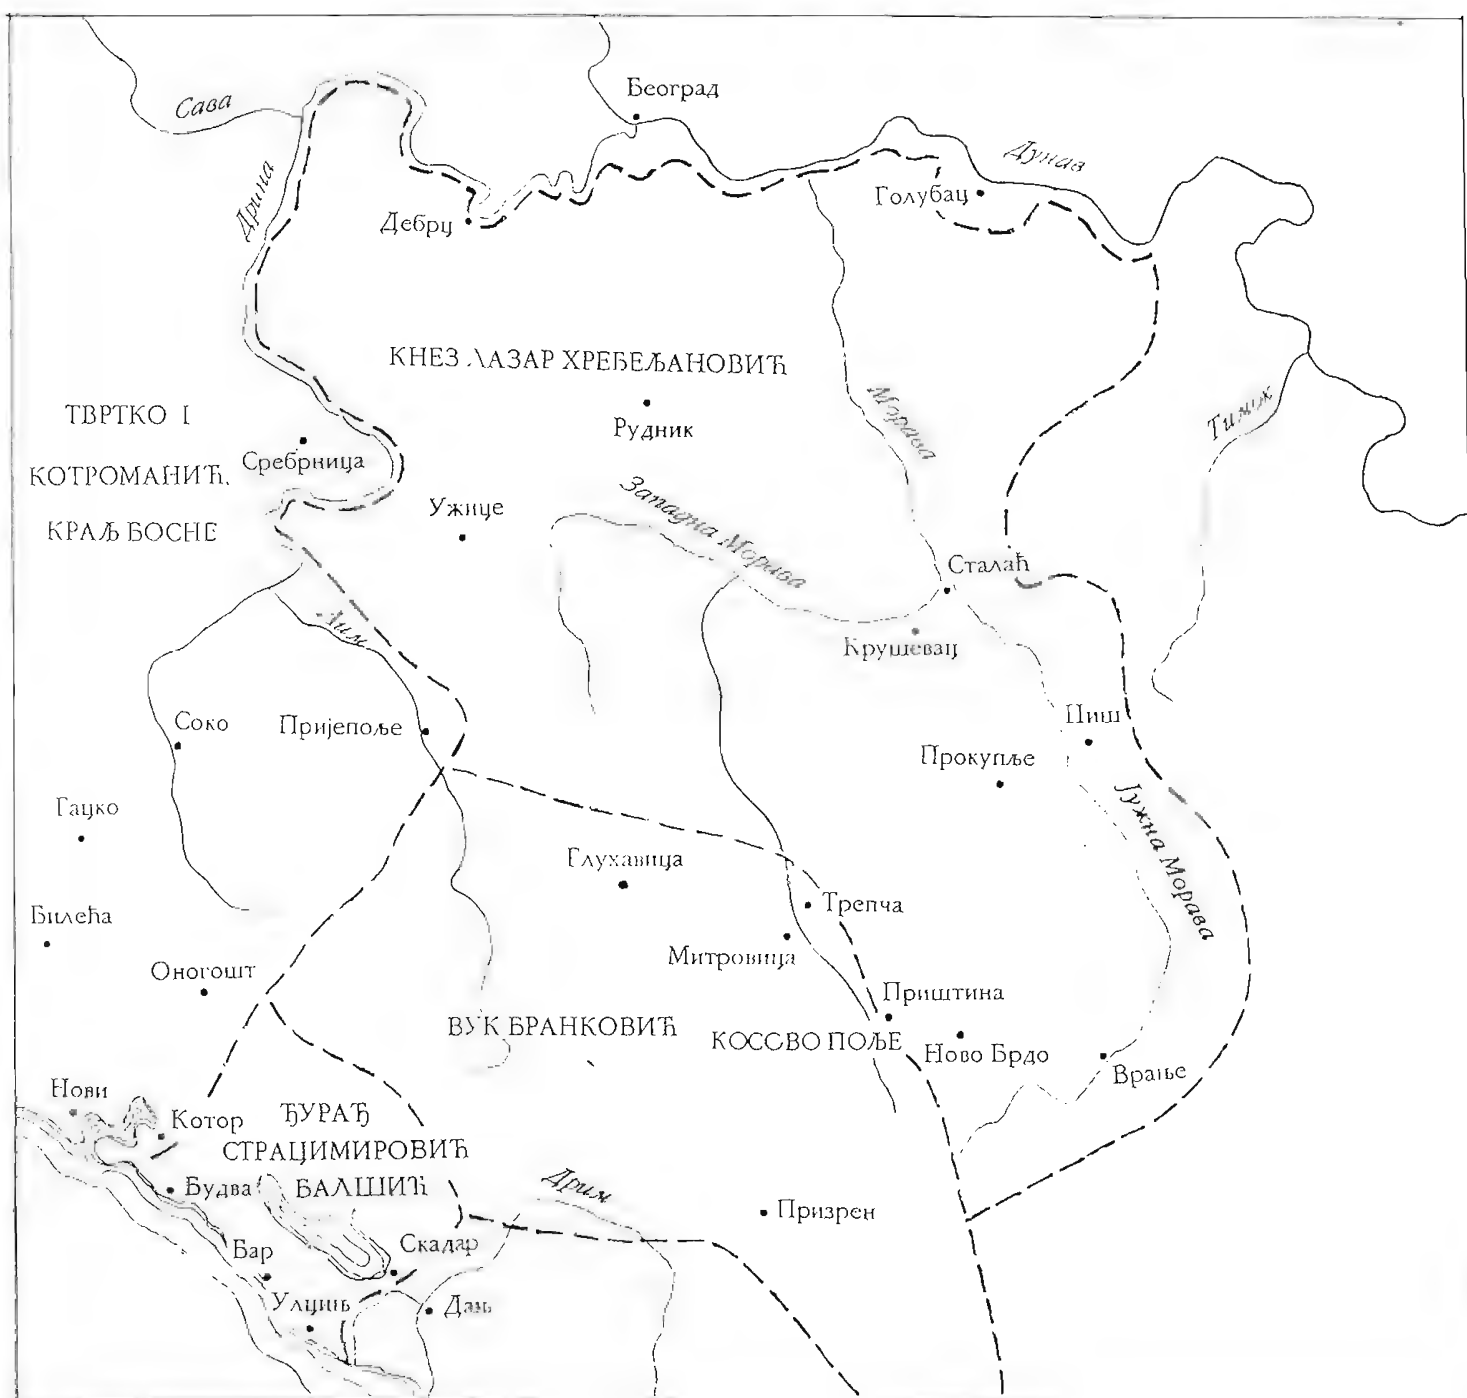 Београд
Сава
Дунав
Дрина
Голубац
Дебрц
КНЕЗ ЛАЗАР ХРЕБЕЉАНОВИЋ
ТВРТКО I
КОТРОМАНИЋ,
КРАЉ БОСНЕ
Рудник
Морава
Тимок
Сребрница
Ужице
Западна Морава
Сталаћ
Лим
Крушевац
Соко
Пријепоље
Ниш
Прокупље
Јужна Морава
Гацко
Глухавица
Трепча
Билећа
Митровица
Оногошт
Приштина
ВУК БРАНКОВИЋ
КОСОВО ПОЉЕ
Ново Брдо
Врање
Нови
Котор
ЂУРАЂ
СТРАЦИМИРОВИЋ
БАЛШИЋ
Будва
Дрим
Призрен
Бар
Скадар
Улцињ
Дањ